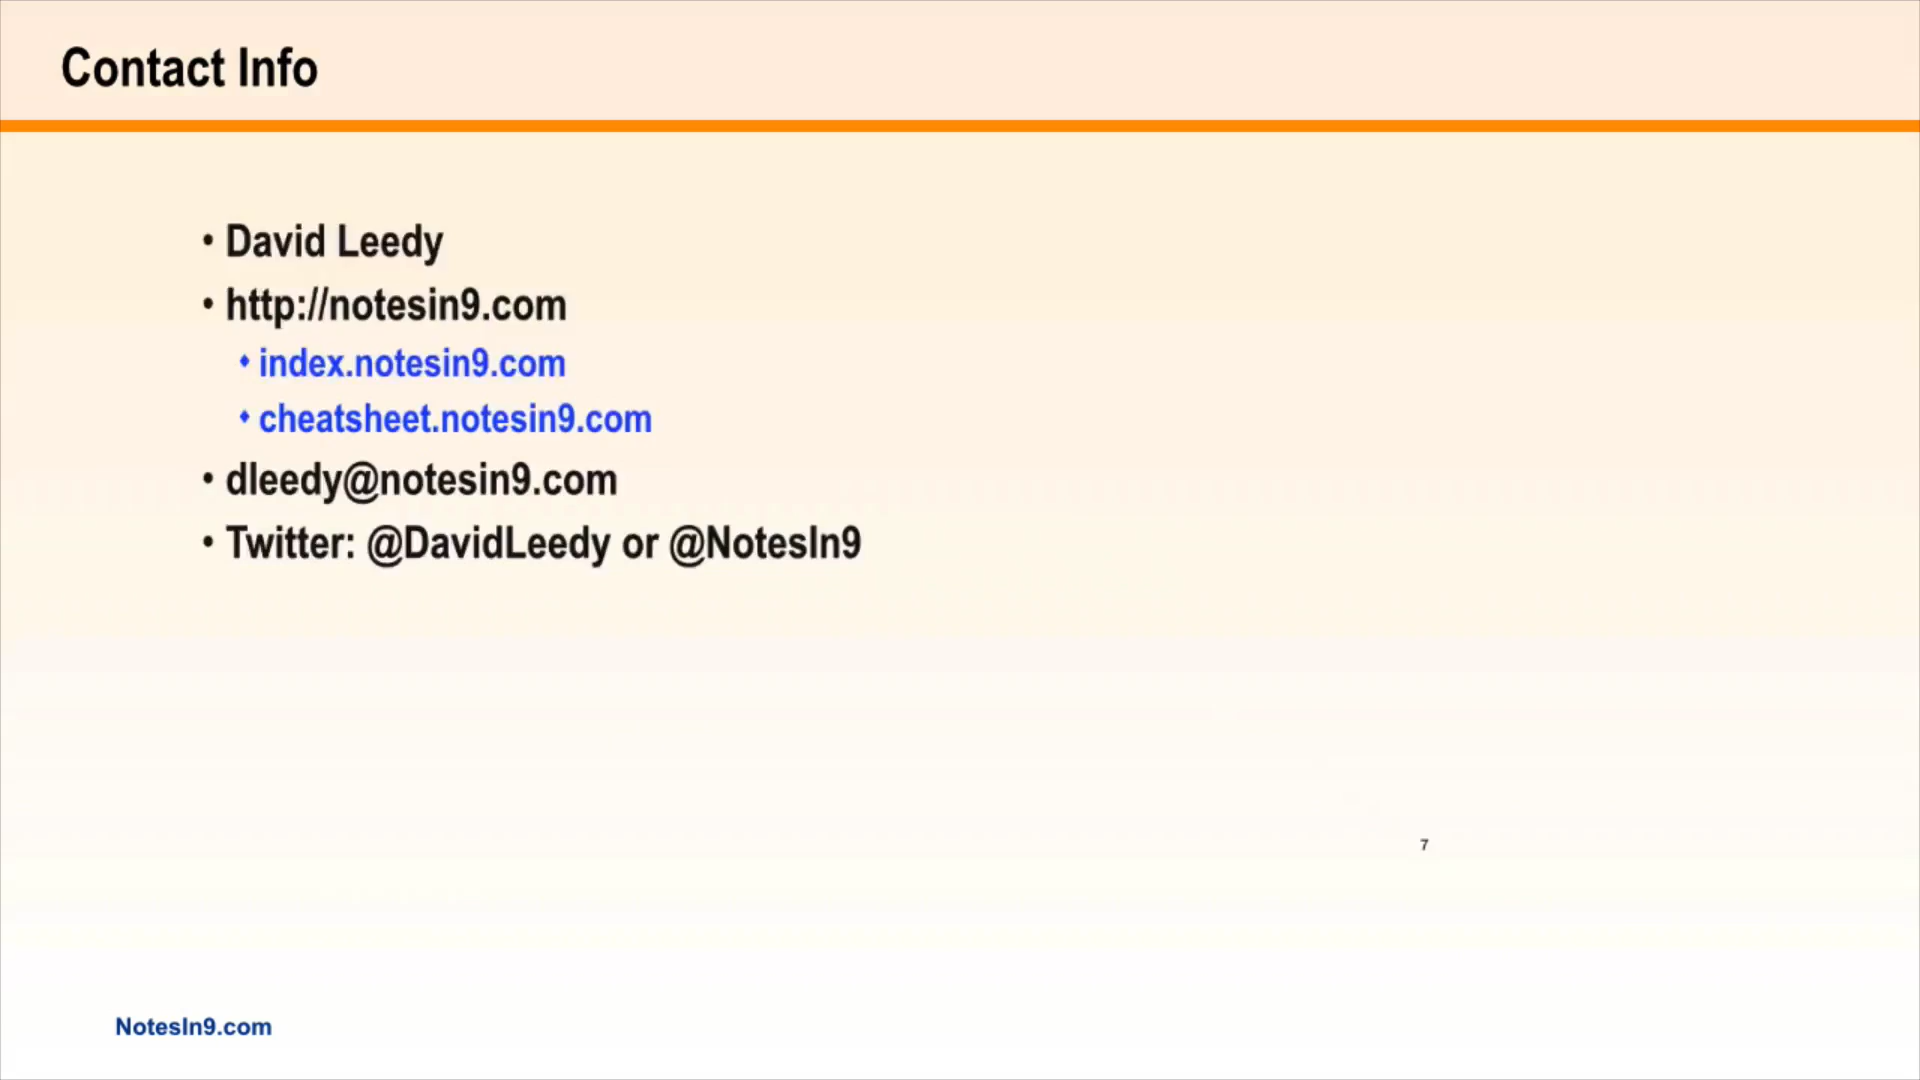 Contact Info
• David Leedy
• http://notesin9.com
• index.notesin9.com
• cheatsheet.notesin9.com
• dleedy@notesin9.com
• Twitter: @DavidLeedy or @NotesIn9
7
NotesIn9.com